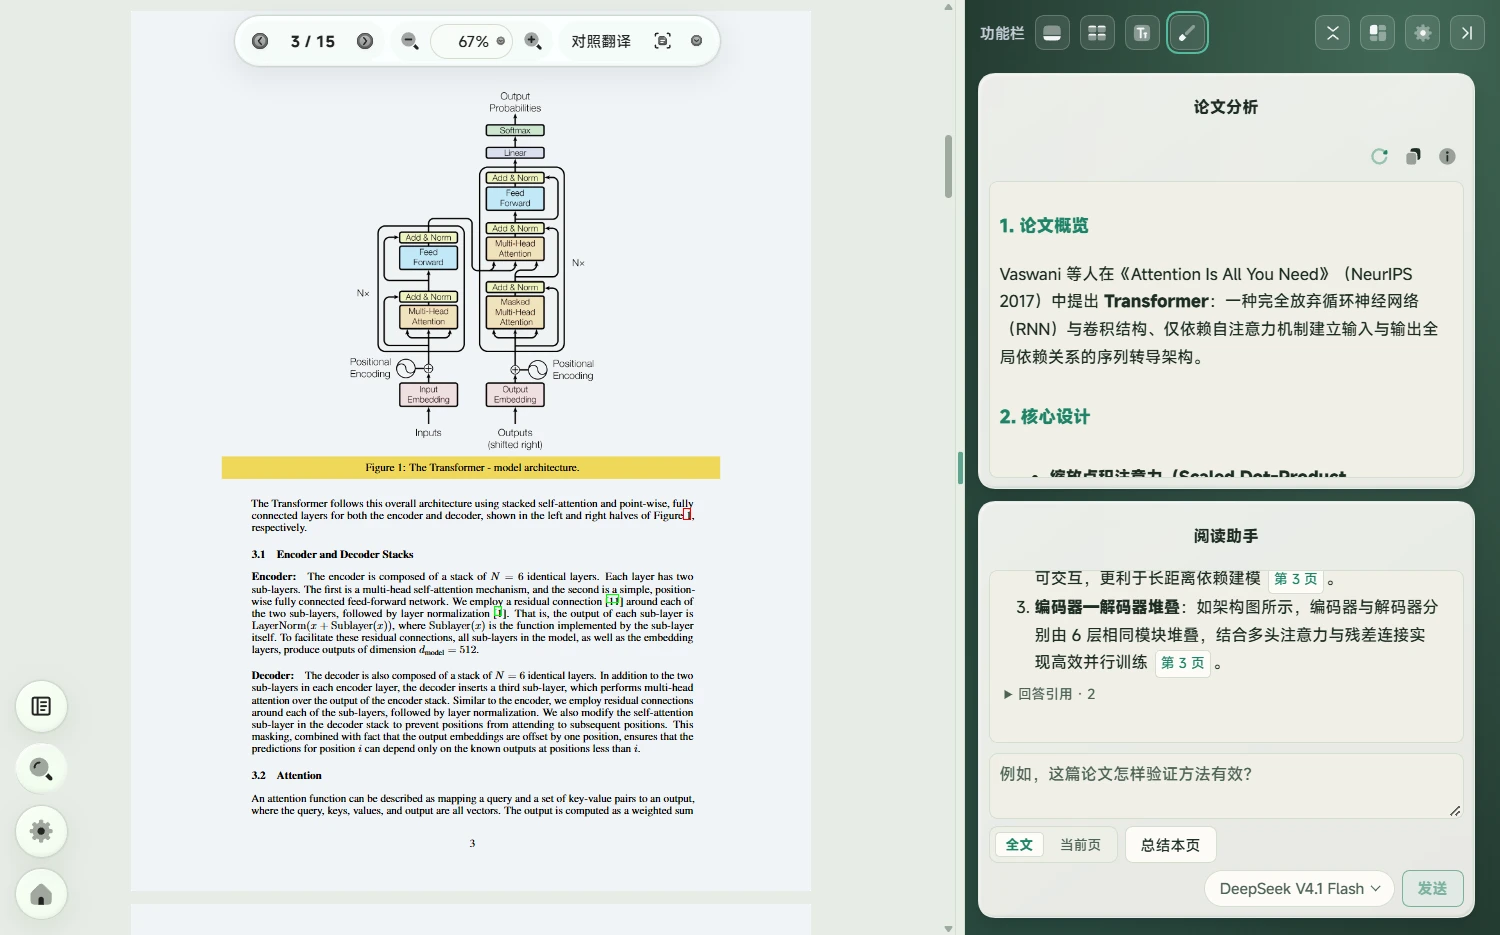 3 / 15
67%
对照翻译
Output
Probabilities
Softmax
Linear
Add & Norm
Feed
Forward
Add & Norm
Multi-Head
Attention
Add & Norm
Feed
Forward
N×
N×
Add & Norm
Multi-Head
Attention
Add & Norm
Masked
Multi-Head
Attention
Positional
Encoding
Positional
Encoding
Input
Embedding
Output
Embedding
Inputs
Outputs
(shifted right)
Figure 1: The Transformer - model architecture.
The Transformer follows this overall architecture using stacked self-attention and point-wise, fully
connected layers for both the encoder and decoder, shown in the left and right halves of Figure 1,
respectively.
3.1 Encoder and Decoder Stacks
Encoder: The encoder is composed of a stack of N = 6 identical layers. Each layer has two
sub-layers. The first is a multi-head self-attention mechanism, and the second is a simple, position-
wise fully connected feed-forward network. We employ a residual connection [11] around each of
the two sub-layers, followed by layer normalization [1]. That is, the output of each sub-layer is
LayerNorm(x + Sublayer(x)), where Sublayer(x) is the function implemented by the sub-layer
itself. To facilitate these residual connections, all sub-layers in the model, as well as the embedding
layers, produce outputs of dimension d_model = 512.
Decoder: The decoder is also composed of a stack of N = 6 identical layers. In addition to the two
sub-layers in each encoder layer, the decoder inserts a third sub-layer, which performs multi-head
attention over the output of the encoder stack. Similar to the encoder, we employ residual connections
around each of the sub-layers, followed by layer normalization. We also modify the self-attention
sub-layer in the decoder stack to prevent positions from attending to subsequent positions. This
masking, combined with fact that the output embeddings are offset by one position, ensures that the
predictions for position i can depend only on the known outputs at positions less than i.
3.2 Attention
An attention function can be described as mapping a query and a set of key-value pairs to an output,
where the query, keys, values, and output are all vectors. The output is computed as a weighted sum
3
功能栏
论文分析
1. 论文概览
Vaswani 等人在《Attention Is All You Need》（NeurIPS
2017）中提出 Transformer：一种完全放弃循环神经网络
（RNN）与卷积结构、仅依赖自注意力机制建立输入与输出全
局依赖关系的序列转导架构。
2. 核心设计
• 缩放点积注意力（Scaled Dot-Product
阅读助手
可交互，更利于长距离依赖建模 第 3 页 。
3. 编码器—解码器堆叠：如架构图所示，编码器与解码器分
别由 6 层相同模块堆叠，结合多头注意力与残差连接实
现高效并行训练 第 3 页 。
▶ 回答引用 · 2
例如，这篇论文怎样验证方法有效？
全文
当前页
总结本页
DeepSeek V4.1 Flash
发送